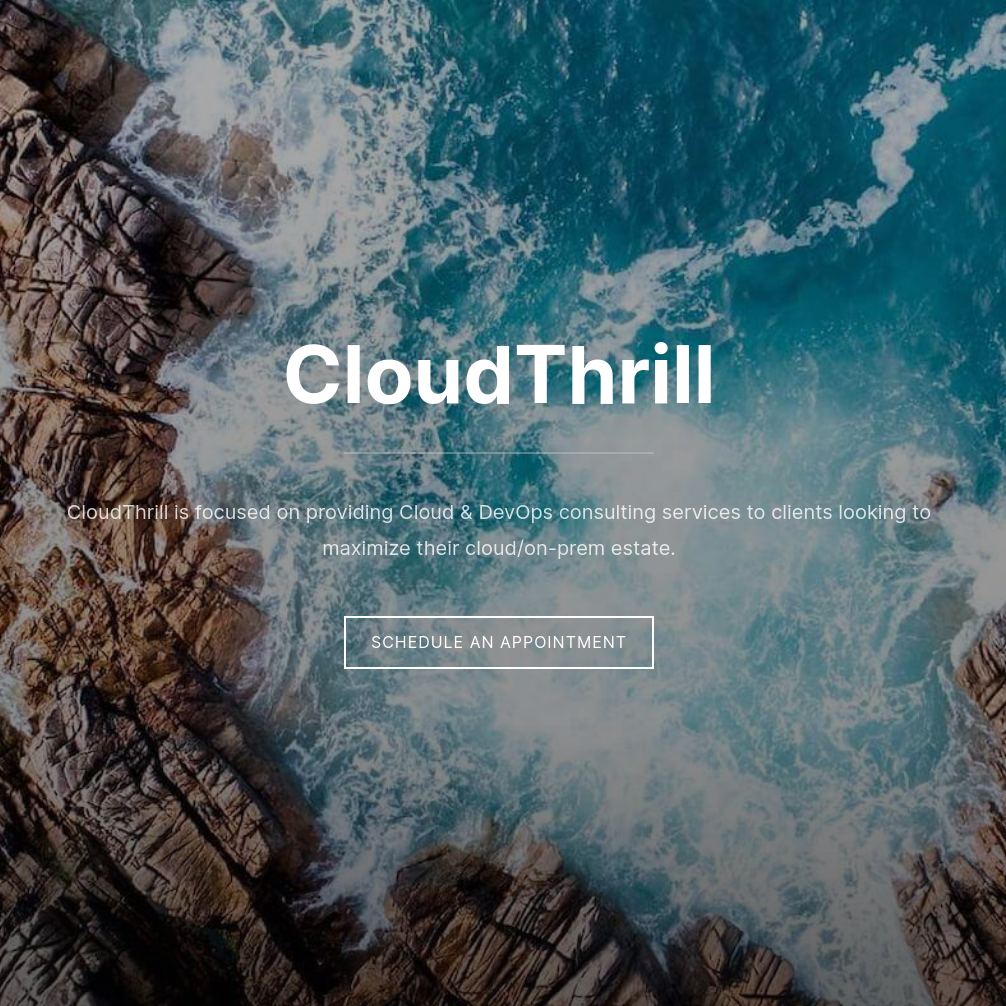 CloudThrill
CloudThrill is focused on providing Cloud & DevOps consulting services to clients looking to
maximize their cloud/on-prem estate.
SCHEDULE AN APPOINTMENT